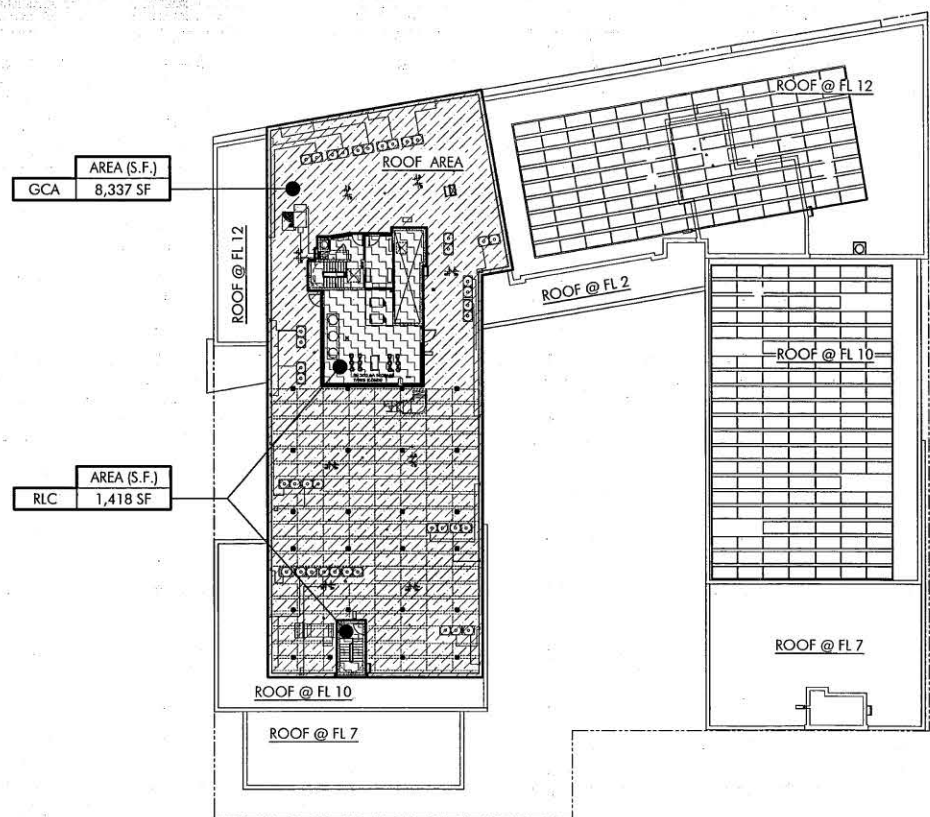 ROOF @ FL 12
AREA (S.F.)
GCA 8,337 SF
ROOF AREA
ROOF @ FL 12
ROOF @ FL 2
ROOF @ FL 10
AREA (S.F.)
RLC 1,418 SF
ROOF @ FL 7
ROOF @ FL 10
ROOF @ FL 7